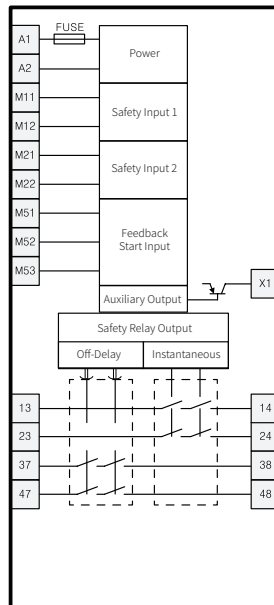 A1 FUSE
Power
A2
M11
Safety Input 1
M12
M21
Safety Input 2
M22
M51
Feedback
Start Input
M52
M53
X1
Auxiliary Output
Safety Relay Output
Off-Delay Instantaneous
13 14
23 24
37 38
47 48